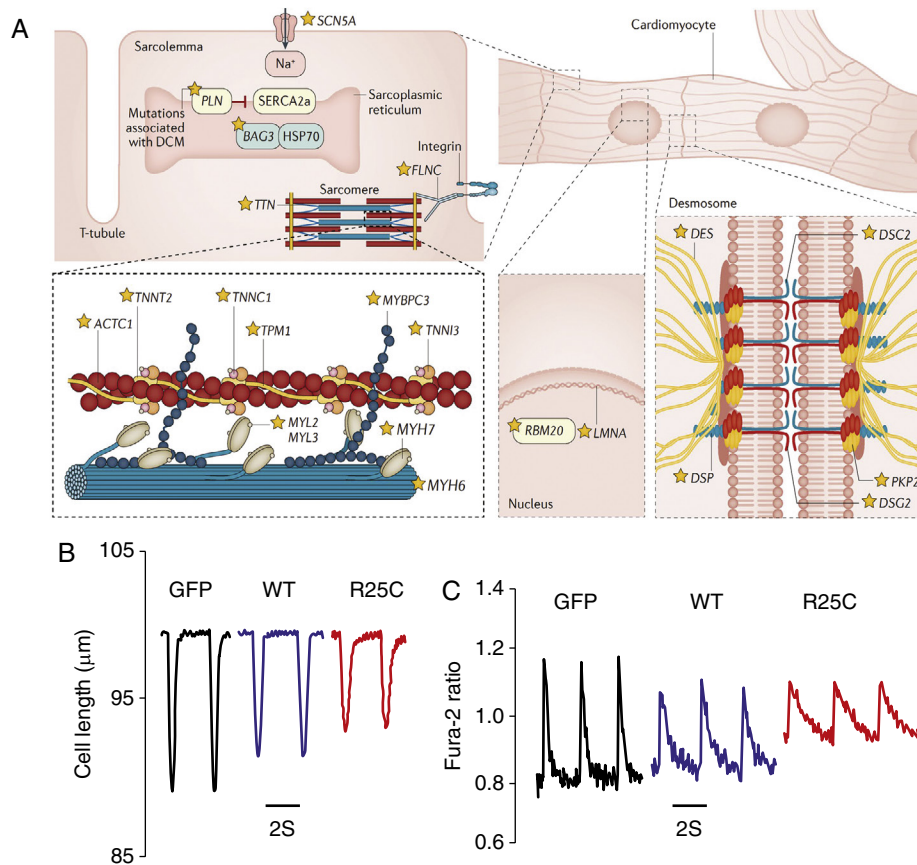 A
SCN5A
Sarcolemma
Na⁺
PLN
SERCA2a
Mutations
associated
with DCM
BAG3
HSP70
Sarcoplasmic
reticulum
Integrin
FLNC
Sarcomere
TTN
T-tubule
Cardiomyocyte
Desmosome
TNNT2
TNNC1
MYBPC3
ACTC1
TPM1
TNNI3
MYL2
MYL3
MYH7
MYH6
RBM20
LMNA
Nucleus
DES
DSC2
DSP
PKP2
DSG2
B
105
95
85
Cell length (μm)
GFP
WT
R25C
2S
C
1.4
1.2
1.0
0.8
0.6
Fura-2 ratio
GFP
WT
R25C
2S